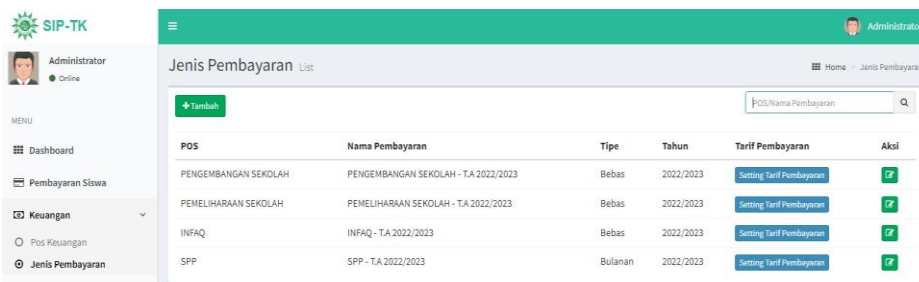 SIP-TK
Administrator
Online
MENU
Dashboard
Pembayaran Siswa
Keuangan
Pos Keuangan
Jenis Pembayaran
Administrato
Jenis Pembayaran List
Home > Jenis Pembayara
+Tambah
POS/Nama Pembayaran
POS Nama Pembayaran Tipe Tahun Tarif Pembayaran Aksi
PENGEMBANGAN SEKOLAH PENGEMBANGAN SEKOLAH - T.A 2022/2023 Bebas 2022/2023 Setting Tarif Pembayaran
PEMELIHARAAN SEKOLAH PEMELIHARAAN SEKOLAH - T.A 2022/2023 Bebas 2022/2023 Setting Tarif Pembayaran
INFAQ INFAQ - T.A 2022/2023 Bebas 2022/2023 Setting Tarif Pembayaran
SPP SPP - T.A 2022/2023 Bulanan 2022/2023 Setting Tarif Pembayaran